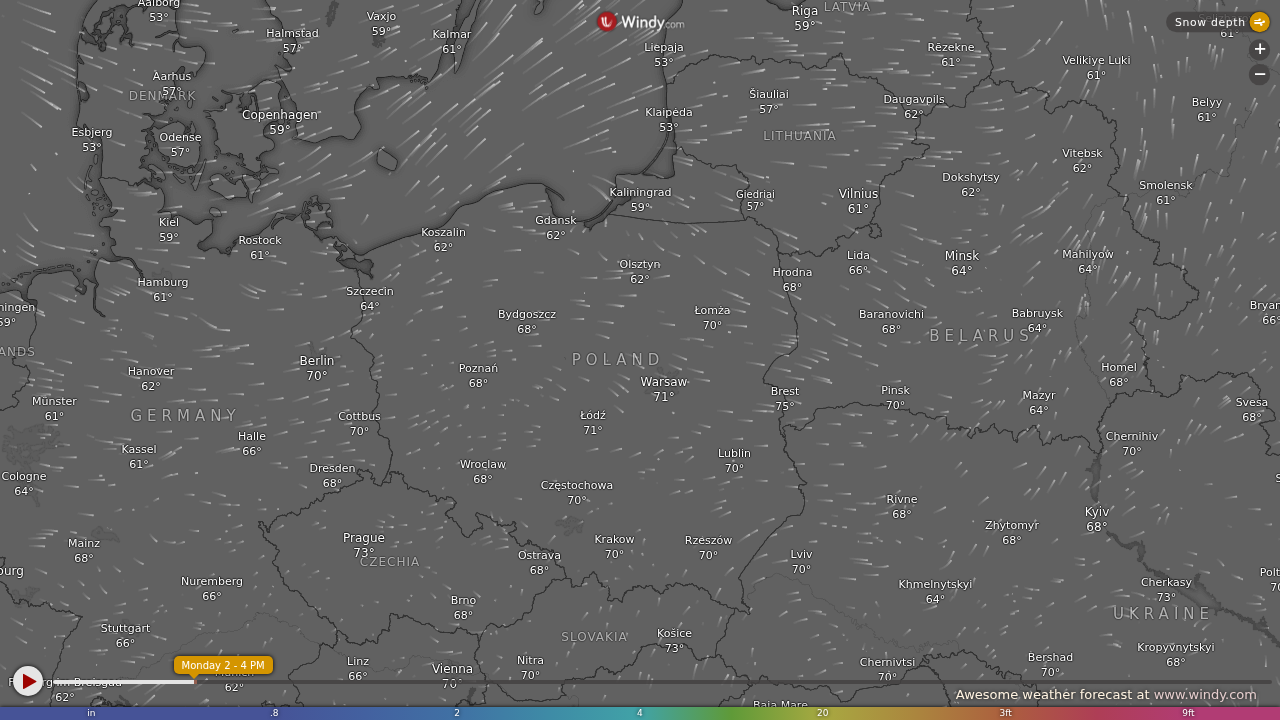 Aalborg
53°
Vaxjo
59°
Halmstad
57°
Kalmar
61°
Windy.com
Liepaja
53°
Riga
59°
LATVIA
Rēzekne
61°
Snow depth
61°
+
−
Velikiye Luki
61°
Aarhus
57°
DENMARK
Copenhagen
59°
Esbjerg
53°
Odense
57°
Klaipėda
53°
Šiauliai
57°
LITHUANIA
Daugavpils
62°
Belyy
61°
Vitebsk
62°
Dokshytsy
62°
Smolensk
61°
Kaliningrad
59°
Giedriai
57°
Vilnius
61°
Kiel
59°
Rostock
61°
Koszalin
62°
Gdansk
62°
Olsztyn
62°
Hrodna
68°
Lida
66°
Minsk
64°
Mahilyow
64°
Hamburg
61°
Szczecin
64°
Bydgoszcz
68°
Łomża
70°
Baranovichi
68°
Babruysk
64°
BELARUS
66°
59°
Hanover
62°
Berlin
70°
Poznań
68°
POLAND
Warsaw
71°
Brest
75°
Pinsk
70°
Homel
68°
Mazyr
64°
Svesa
68°
Münster
61°
GERMANY
Cottbus
70°
Łódź
71°
Kassel
61°
Halle
66°
Lublin
70°
Chernihiv
70°
Cologne
64°
Dresden
68°
Wroclaw
68°
Częstochowa
70°
Rivne
68°
Zhytomyr
68°
Kyiv
68°
Mainz
68°
Prague
73°
CZECHIA
Ostrava
68°
Krakow
70°
Rzeszów
70°
Lviv
70°
Nuremberg
66°
Brno
68°
Khmelnytskyi
64°
Cherkasy
73°
UKRAINE
Stuttgart
66°
SLOVAKIA
Košice
73°
Kropyvnytskyi
68°
Linz
66°
Vienna
70°
Nitra
70°
Chernivtsi
70°
Bershad
70°
Monday 2 - 4 PM
62°
62°
Baia Mare
Awesome weather forecast at www.windy.com
in .8 2 4 20 3ft 9ft